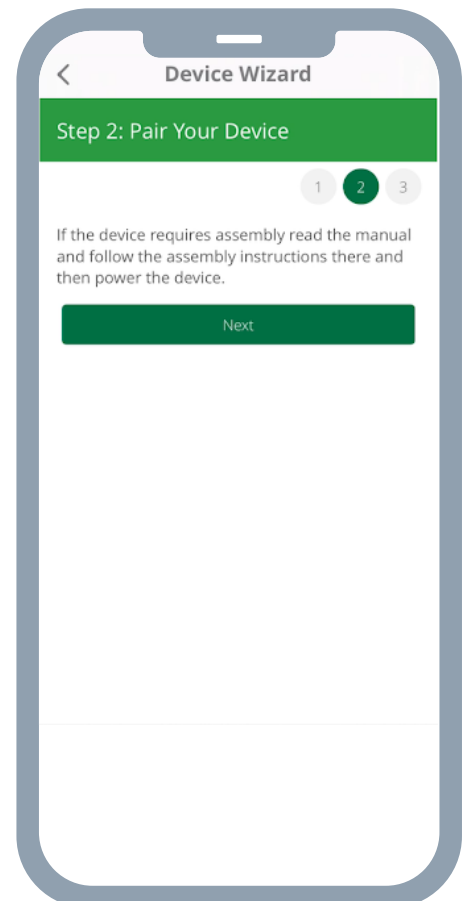 Device Wizard
Step 2: Pair Your Device
1 2 3
If the device requires assembly read the manual
and follow the assembly instructions there and
then power the device.
Next